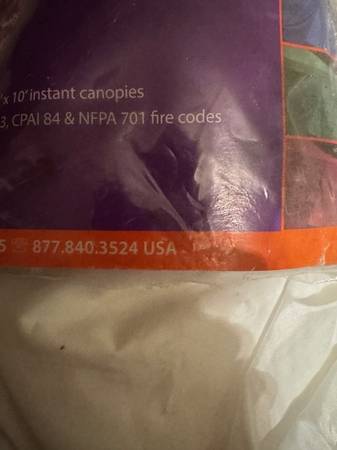 'x 10' instant canopies
3, CPAI 84 & NFPA 701 fire codes
5 ☏ 877.840.3524 USA